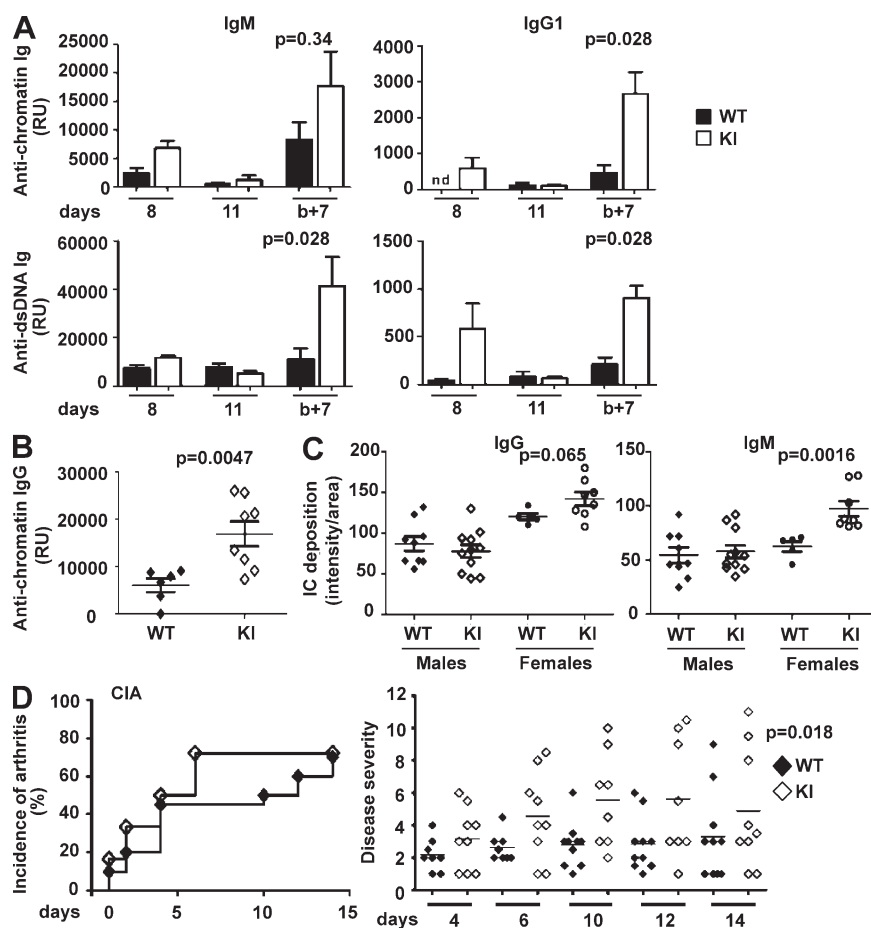 A
IgM
IgG1
Anti-chromatin Ig
(RU)
25000
20000
15000
10000
5000
0
p=0.34
4000
3000
2000
1000
0
nd
p=0.028
WT
KI
days 8 11 b+7
8 11 b+7
Anti-dsDNA Ig
(RU)
60000
40000
20000
0
p=0.028
1500
1000
500
0
p=0.028
days 8 11 b+7
8 11 b+7
B
Anti-chromatin IgG
(RU)
30000
20000
10000
0
p=0.0047
WT KI
C
IC deposition
(intensity/area)
IgG
p=0.065
200
150
100
50
0
WT KI WT KI
Males Females
IgM
p=0.0016
150
100
50
0
WT KI WT KI
Males Females
D
CIA
Incidence of arthritis
(%)
100
80
60
40
20
0
days 0 5 10 15
Disease severity
12
10
8
6
4
2
0
p=0.018
WT
KI
days 4 6 10 12 14